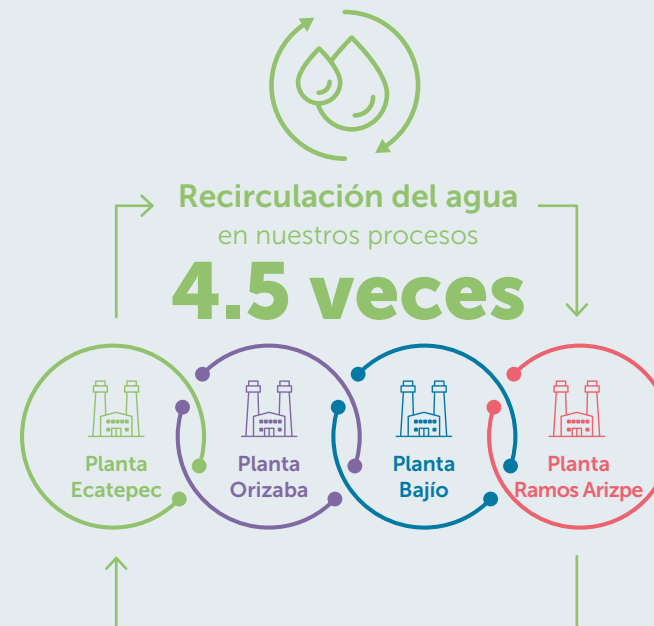 Recirculación del agua
en nuestros procesos
4.5 veces
Planta
Ecatepec
Planta
Orizaba
Planta
Bajío
Planta
Ramos Arizpe